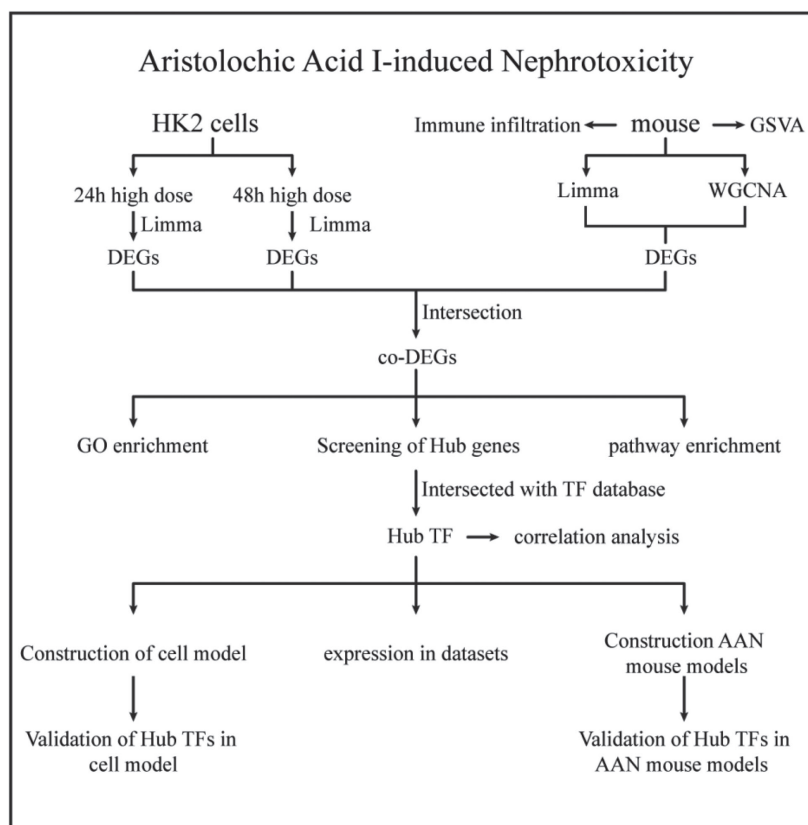 Aristolochic Acid I-induced Nephrotoxicity
HK2 cells
Immune infiltration
mouse
GSVA
24h high dose
48h high dose
Limma
WGCNA
Limma
Limma
DEGs
DEGs
DEGs
Intersection
co-DEGs
GO enrichment
Screening of Hub genes
pathway enrichment
Intersected with TF database
Hub TF
correlation analysis
Construction of cell model
expression in datasets
Construction AAN
mouse models
Validation of Hub TFs in
cell model
Validation of Hub TFs in
AAN mouse models